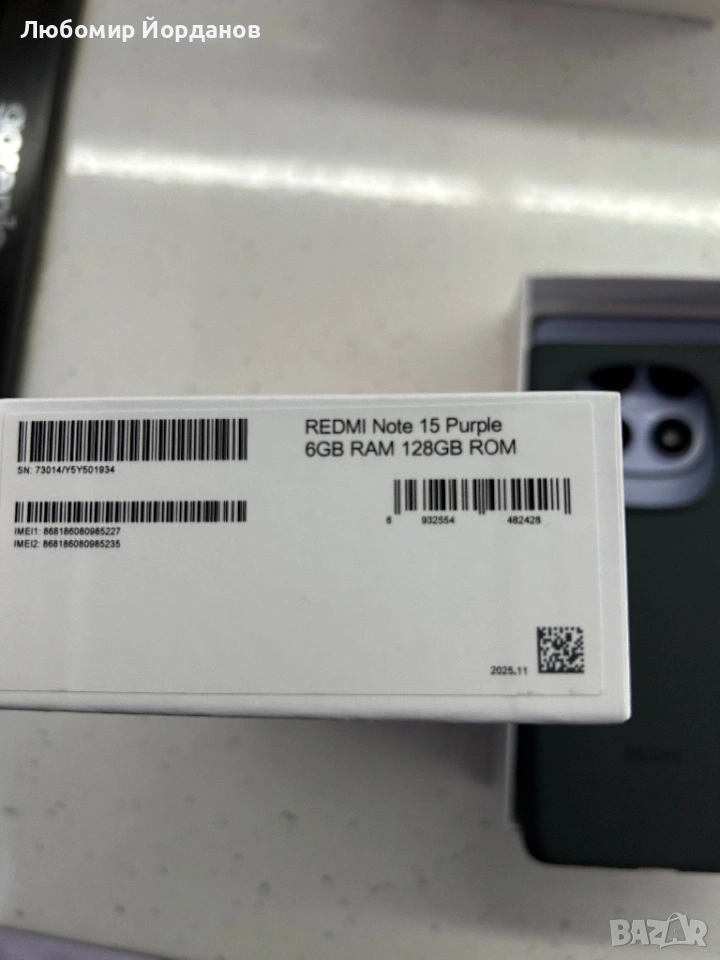 Любомир Йорданов
REDMI Note 15 Purple
6GB RAM 128GB ROM
SN: 73014/Y5Y501934
IMEI1: 868186080985227
IMEI2: 868186080985235
6 932554 482428
2025.11
BAZAR